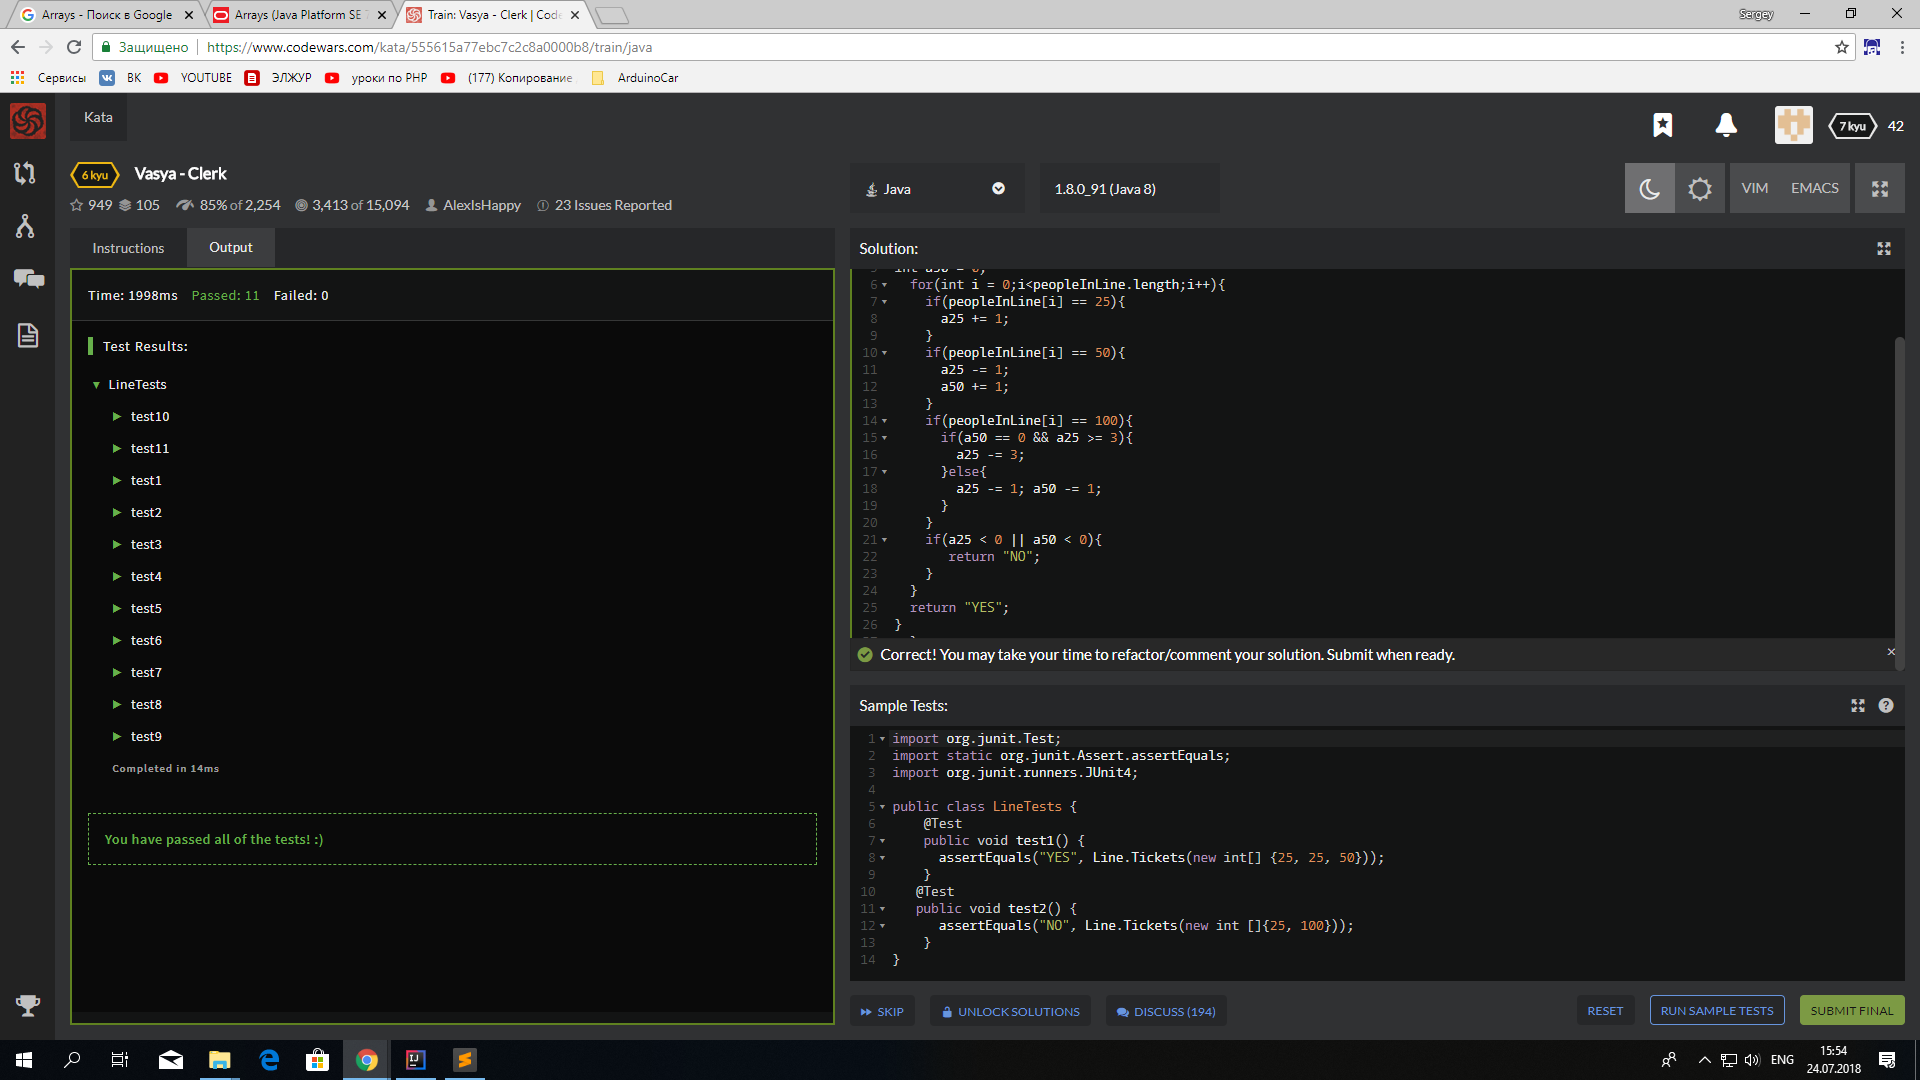 Arrays - Поиск в Google
Arrays (Java Platform SE 7
Train: Vasya - Clerk | Code
Sergey
Защищено
https://www.codewars.com/kata/555615a77ebc7c2c8a0000b8/train/java
Сервисы
ВК
YOUTUBE
ЭЛЖУР
уроки по PHP
(177) Копирование
ArduinoCar
Kata
7 kyu
42
6 kyu
Vasya - Clerk
949
105
85% of 2,254
3,413 of 15,094
AlexIsHappy
23 Issues Reported
Java
1.8.0_91 (Java 8)
VIM
EMACS
Instructions
Output
Time: 1998ms Passed: 11 Failed: 0
Test Results:
LineTests
test10
test11
test1
test2
test3
test4
test5
test6
test7
test8
test9
Completed in 14ms
You have passed all of the tests! :)
Solution:
5 int a50 = 0;
6 for(int i = 0;i<peopleInLine.length;i++){
7 if(peopleInLine[i] == 25){
8 a25 += 1;
9 }
10 if(peopleInLine[i] == 50){
11 a25 -= 1;
12 a50 += 1;
13 }
14 if(peopleInLine[i] == 100){
15 if(a50 == 0 && a25 >= 3){
16 a25 -= 3;
17 }else{
18 a25 -= 1; a50 -= 1;
19 }
20 }
21 if(a25 < 0 || a50 < 0){
22 return "NO";
23 }
24 }
25 return "YES";
26 }
Correct! You may take your time to refactor/comment your solution. Submit when ready.
Sample Tests:
1 import org.junit.Test;
2 import static org.junit.Assert.assertEquals;
3 import org.junit.runners.JUnit4;
4
5 public class LineTests {
6 @Test
7 public void test1() {
8 assertEquals("YES", Line.Tickets(new int[] {25, 25, 50}));
9 }
10 @Test
11 public void test2() {
12 assertEquals("NO", Line.Tickets(new int []{25, 100}));
13 }
14 }
SKIP
UNLOCK SOLUTIONS
DISCUSS (194)
RESET
RUN SAMPLE TESTS
SUBMIT FINAL
ENG
15:54
24.07.2018